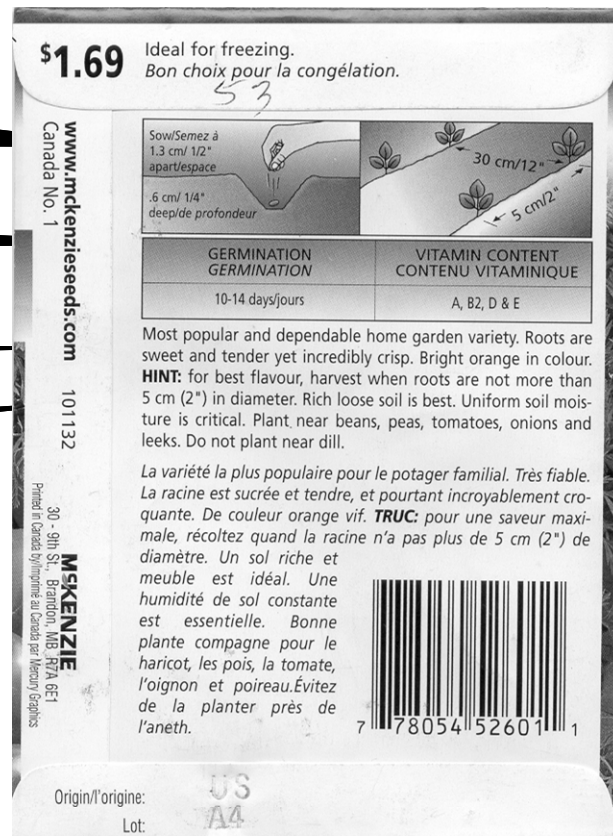 $1.69
Ideal for freezing.
Bon choix pour la congélation.
53
Sow/Semez à
1.3 cm/ 1/2"
apart/espace
.6 cm/ 1/4"
deep/de profondeur
30 cm/12"
5 cm/2"
GERMINATION
GERMINATION
VITAMIN CONTENT
CONTENU VITAMINIQUE
10-14 days/jours
A, B2, D & E
Most popular and dependable home garden variety. Roots are
sweet and tender yet incredibly crisp. Bright orange in colour.
HINT: for best flavour, harvest when roots are not more than
5 cm (2") in diameter. Rich loose soil is best. Uniform soil mois-
ture is critical. Plant near beans, peas, tomatoes, onions and
leeks. Do not plant near dill.
La variété la plus populaire pour le potager familial. Très fiable.
La racine est sucrée et tendre, et pourtant incroyablement cro-
quante. De couleur orange vif. TRUC: pour une saveur maxi-
male, récoltez quand la racine n'a pas plus de 5 cm (2") de
diamètre. Un sol riche et
meuble est idéal. Une
humidité de sol constante
est essentielle. Bonne
plante compagne pour le
haricot, les pois, la tomate,
l'oignon et poireau.Évitez
de la planter près de
l'aneth.
7 78054 52601 1
www.mckenzieseeds.com 101132
Canada No. 1
McKENZIE
30 - 9th St., Brandon, MB R7A 6E1
Printed in Canada by/Imprimé au Canada par Mercury Graphics
Origin/l'origine: US
Lot: A4